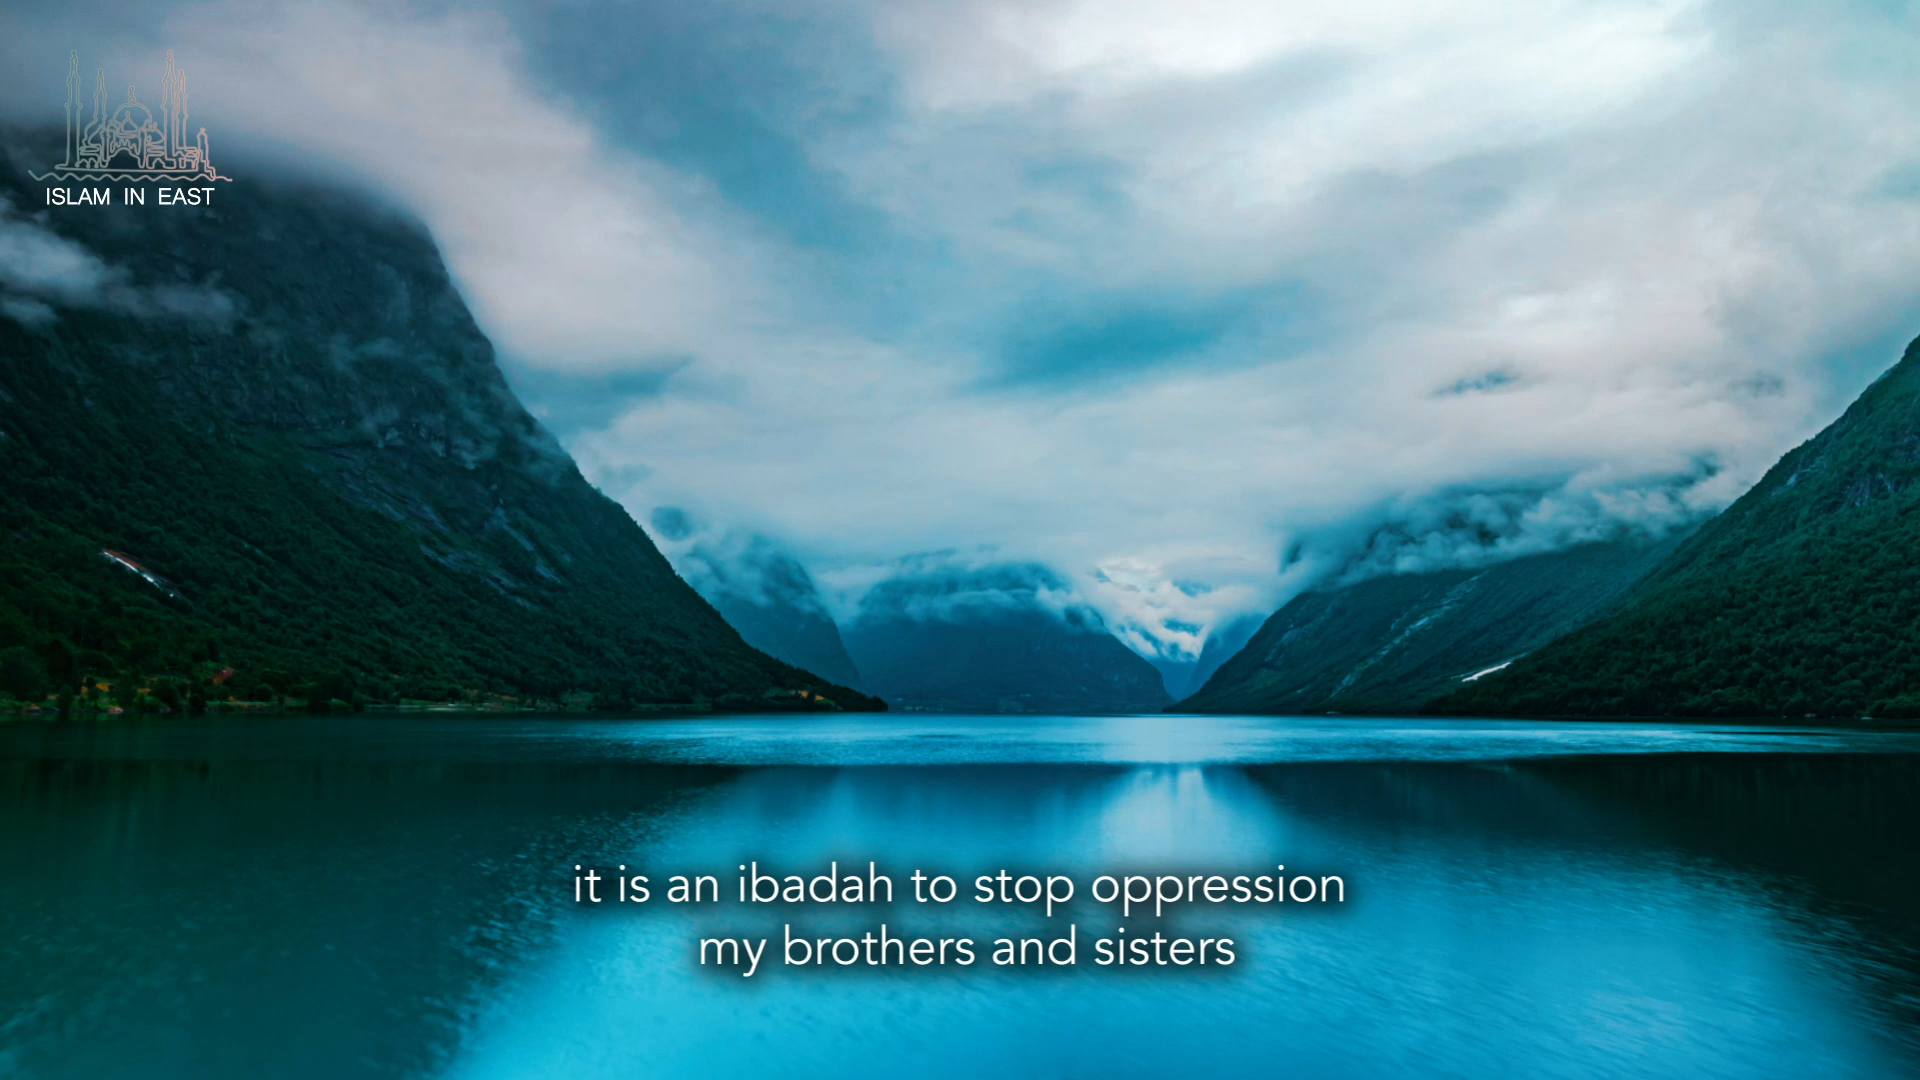 ISLAM IN EAST
it is an ibadah to stop oppression
my brothers and sisters